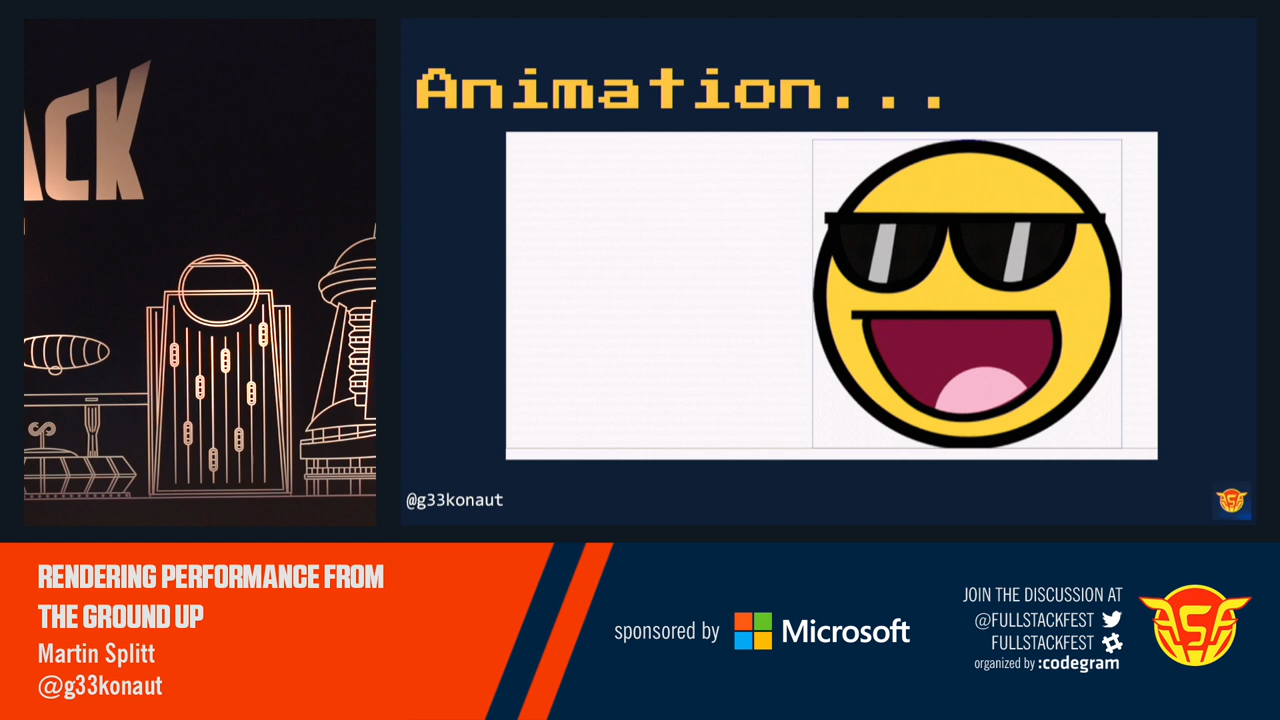 ACK
Animation...
@g33konaut
RENDERING PERFORMANCE FROM
THE GROUND UP
Martin Splitt
@g33konaut
sponsored by Microsoft
JOIN THE DISCUSSION AT
@FULLSTACKFEST
FULLSTACKFEST
organized by :codegram